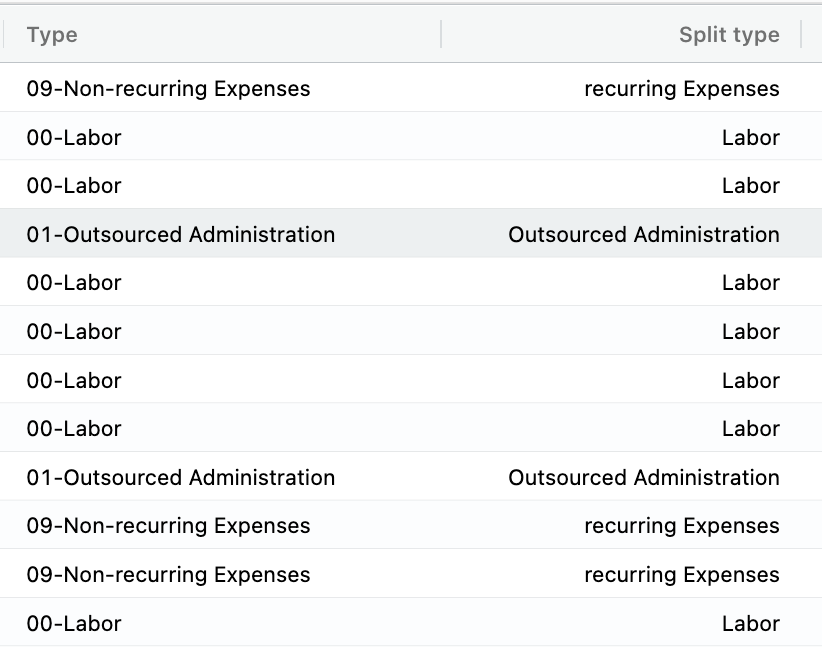 Type Split type
09-Non-recurring Expenses recurring Expenses
00-Labor Labor
00-Labor Labor
01-Outsourced Administration Outsourced Administration
00-Labor Labor
00-Labor Labor
00-Labor Labor
00-Labor Labor
01-Outsourced Administration Outsourced Administration
09-Non-recurring Expenses recurring Expenses
09-Non-recurring Expenses recurring Expenses
00-Labor Labor